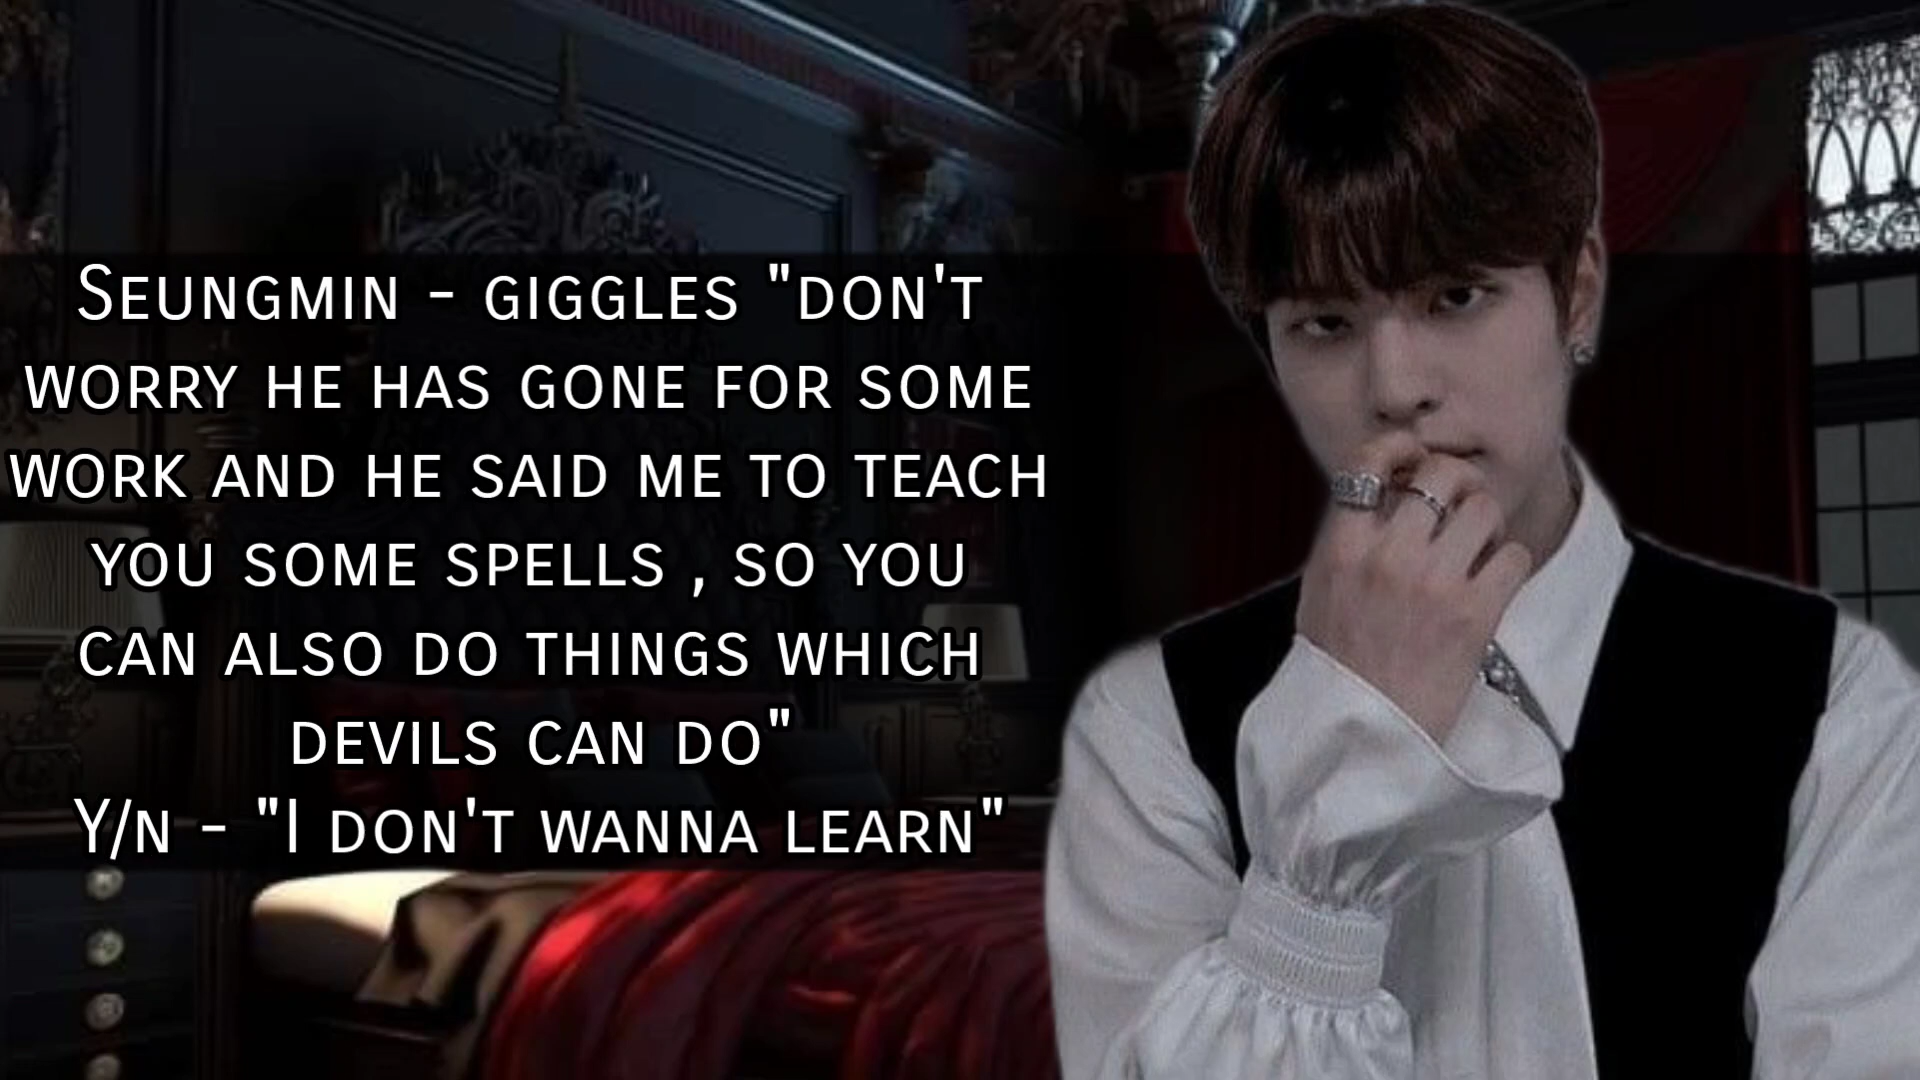 Seungmin - giggles "don't
worry he has gone for some
work and he said me to teach
you some spells , so you
can also do things which
devils can do"
Y/n - "I don't wanna learn"